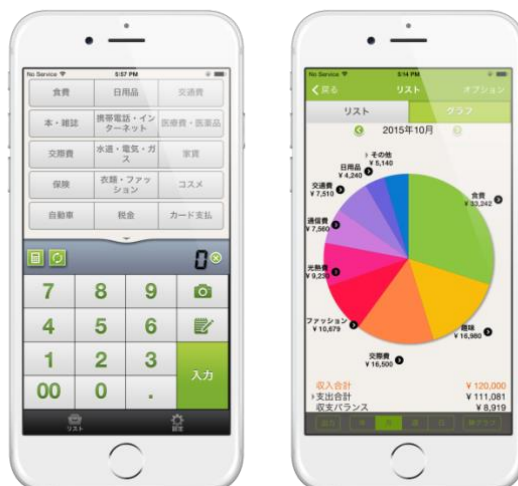 No Service 5:57 PM
食費
日用品
交通費
本・雑誌
携帯電話・イン
ターネット
医療費・医薬品
交際費
水道・電気・ガ
ス
家賃
保険
衣類・ファッ
ション
コスメ
自動車
税金
カード支払
0
7 8 9
4 5 6
1 2 3
入力
00 0 .
リスト
設定
No Service 5:14 PM
戻る リスト オプション
リスト グラフ
2015年10月
その他
¥ 5,140
日用品
¥ 4,240
交通費
¥ 7,510
通信費
¥ 7,560
光熱費
ファッション
¥ 10,679
交際費
¥ 16,500
趣味
¥ 16,980
食費
¥ 33,242
収入合計 ¥ 120,000
支出合計 ¥ 111,081
収支バランス ¥ 8,919